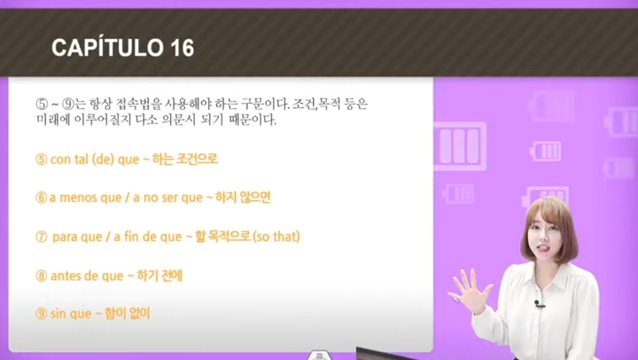 CAPÍTULO 16
⑤ ~ ⑨는 항상 접속법을 사용해야 하는 구문이다. 조건,목적 등은
미래에 이루어질지 다소 의문시 되기 때문이다.
⑤ con tal (de) que ~ 하는 조건으로
⑥ a menos que / a no ser que ~ 하지 않으면
⑦ para que / a fin de que ~ 할 목적으로 (so that)
⑧ antes de que ~ 하기 전에
⑨ sin que ~ 함이 없이